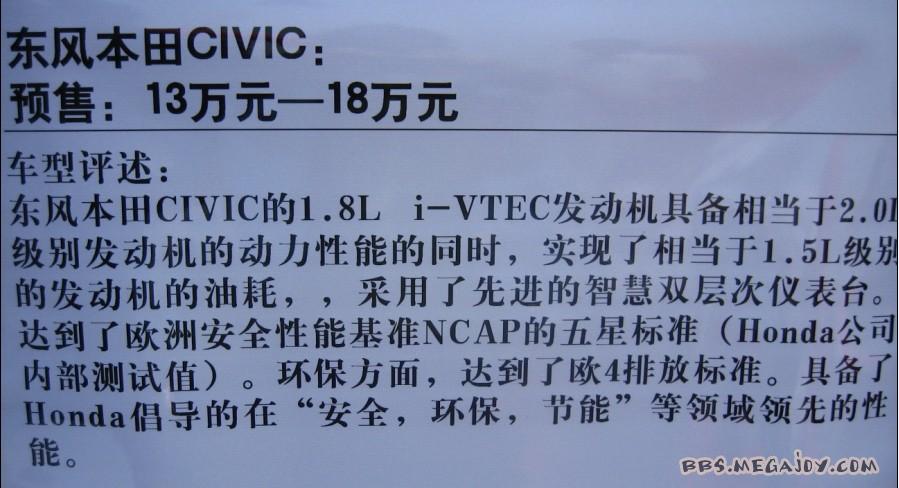 东风本田CIVIC：
预售：13万元—18万元
车型评述：
东风本田CIVIC的1.8L i-VTEC发动机具备相当于2.0L
级别发动机的动力性能的同时，实现了相当于1.5L级别
的发动机的油耗，，采用了先进的智慧双层次仪表台。
达到了欧洲安全性能基准NCAP的五星标准（Honda公司
内部测试值）。环保方面，达到了欧4排放标准。具备了
Honda倡导的在“安全，环保，节能”等领域领先的性
能。
BBS.MEGAJOY.COM